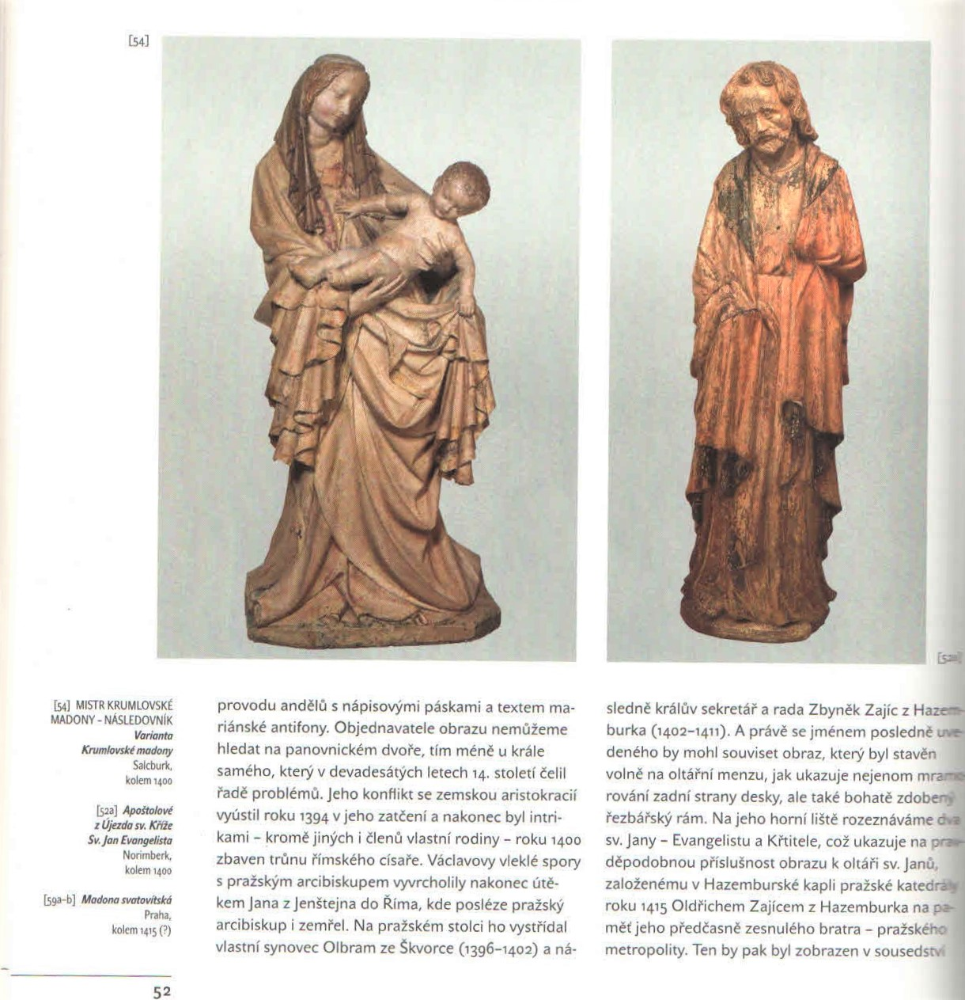 [54]
[54] MISTR KRUMLOVSKÉ
MADONY – NÁSLEDOVNÍK
Varianta
Krumlovské madony
Salcburk,
kolem 1400
[52a] Apoštolové
z Újezda sv. Kříže
Sv. Jan Evangelista
Norimberk,
kolem 1400
[59a–b] Madona svatovítská
Praha,
kolem 1415 (?)
52
provodu andělů s nápisovými páskami a textem ma-
riánské antifony. Objednavatele obrazu nemůžeme
hledat na panovnickém dvoře, tím méně u krále
samého, který v devadesátých letech 14. století čelil
řadě problémů. Jeho konflikt se zemskou aristokracií
vyústil roku 1394 v jeho zatčení a nakonec byl intri-
kami – kromě jiných i členů vlastní rodiny – roku 1400
zbaven trůnu římského císaře. Václavovy vleklé spory
s pražským arcibiskupem vyvrcholily nakonec útě-
kem Jana z Jenštejna do Říma, kde posléze pražský
arcibiskup i zemřel. Na pražském stolci ho vystřídal
vlastní synovec Olbram ze Škvorce (1396–1402) a ná-
sledně králův sekretář a rada Zbyněk Zajíc z Hazem-
burka (1402–1411). A právě se jménem posledně uve-
deného by mohl souviset obraz, který byl stavěn
volně na oltářní menzu, jak ukazuje nejenom mramo-
rování zadní strany desky, ale také bohatě zdobený
řezbářský rám. Na jeho horní liště rozeznáváme dva
sv. Jany – Evangelistu a Křtitele, což ukazuje na prav-
děpodobnou příslušnost obrazu k oltáři sv. Janů,
založenému v Hazemburské kapli pražské katedrály
roku 1415 Oldřichem Zajícem z Hazemburka na pa-
měť jeho předčasně zesnulého bratra – pražského
metropolity. Ten by pak byl zobrazen v sousedství